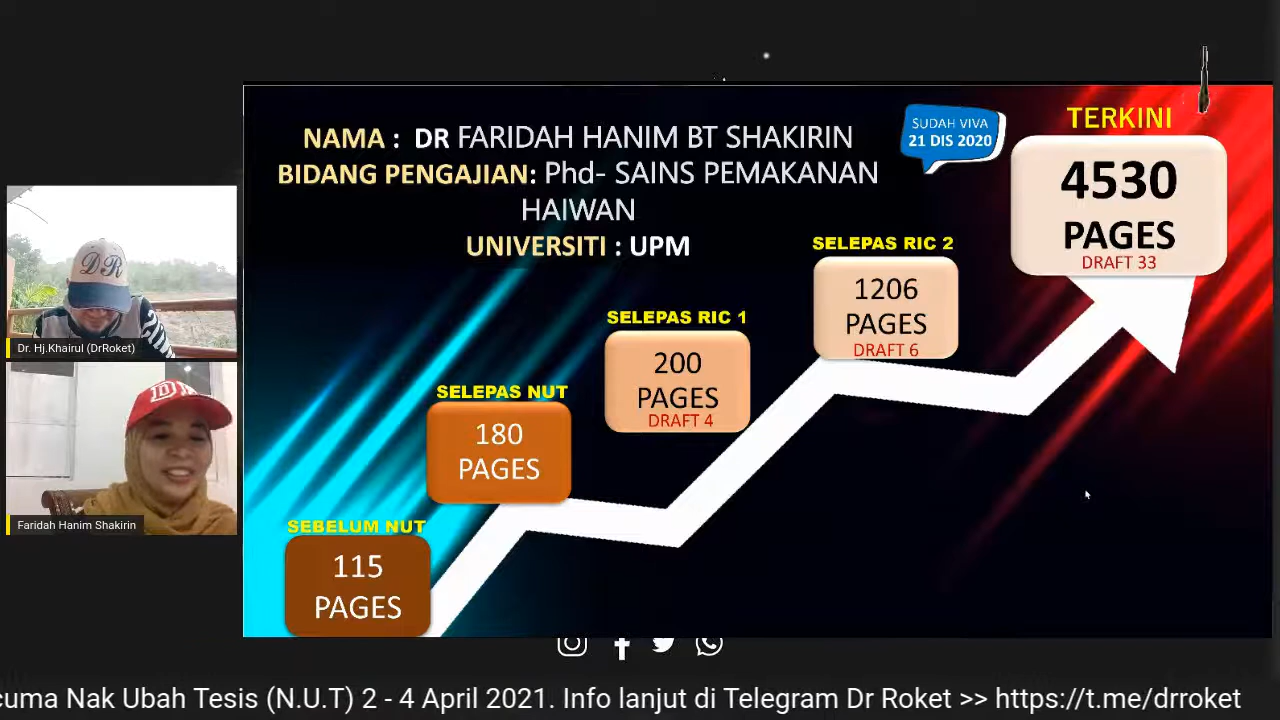 NAMA : DR FARIDAH HANIM BT SHAKIRIN
BIDANG PENGAJIAN: Phd- SAINS PEMAKANAN
HAIWAN
UNIVERSITI : UPM
SUDAH VIVA
21 DIS 2020
TERKINI
4530
PAGES
DRAFT 33
SELEPAS RIC 2
1206
PAGES
DRAFT 6
SELEPAS RIC 1
200
PAGES
DRAFT 4
SELEPAS NUT
180
PAGES
SEBELUM NUT
115
PAGES
DR
Dr. Hj.Khairul (DrRoket)
Faridah Hanim Shakirin
cuma Nak Ubah Tesis (N.U.T) 2 - 4 April 2021. Info lanjut di Telegram Dr Roket >> https://t.me/drroket